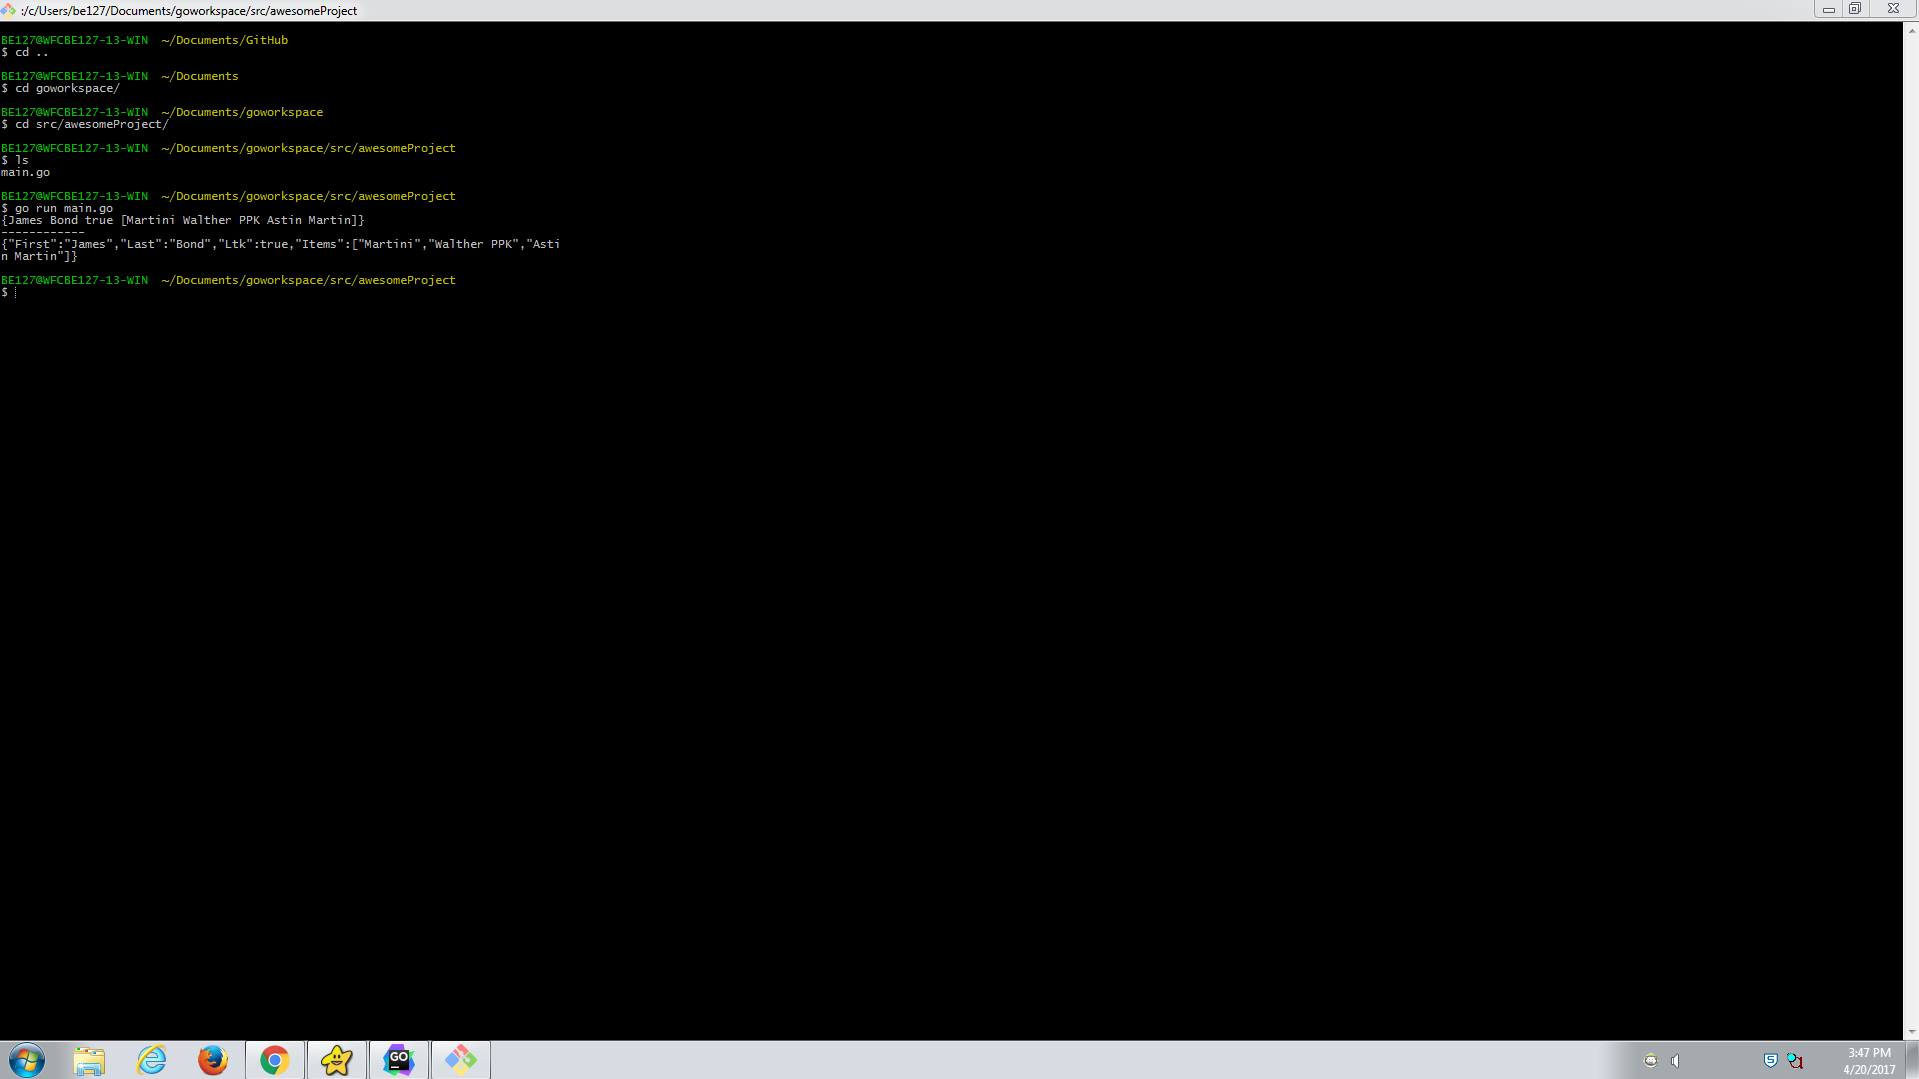 :/c/Users/be127/Documents/goworkspace/src/awesomeProject
BE127@WFCBE127-13-WIN  ~/Documents/GitHub
$ cd ..
BE127@WFCBE127-13-WIN  ~/Documents
$ cd goworkspace/
BE127@WFCBE127-13-WIN  ~/Documents/goworkspace
$ cd src/awesomeProject/
BE127@WFCBE127-13-WIN  ~/Documents/goworkspace/src/awesomeProject
$ ls
main.go
BE127@WFCBE127-13-WIN  ~/Documents/goworkspace/src/awesomeProject
$ go run main.go
{James Bond true [Martini Walther PPK Astin Martin]}
------------
{"First":"James","Last":"Bond","Ltk":true,"Items":["Martini","Walther PPK","Asti
n Martin"]}
BE127@WFCBE127-13-WIN  ~/Documents/goworkspace/src/awesomeProject
$
GO
S
3:47 PM
4/20/2017